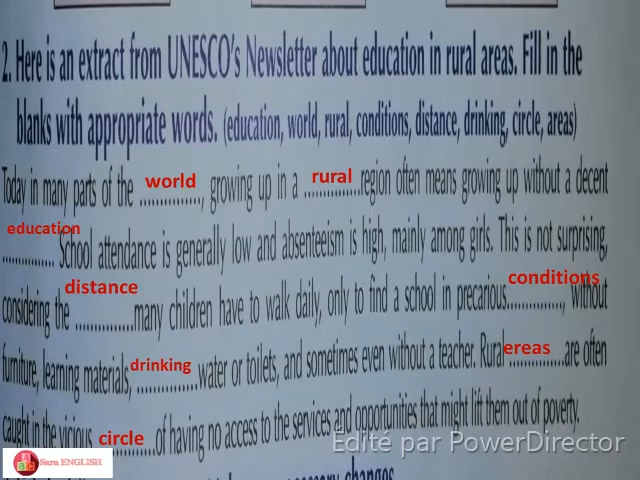 2. Here is an extract from UNESCO's Newsletter about education in rural areas. Fill in the
blanks with appropriate words. (education, world, rural, conditions, distance, drinking, circle, areas)
Today in many parts of the world..............., growing up in a rural...............region often means growing up without a decent
education.............. School attendance is generally low and absenteeism is high, mainly among girls. This is not surprising,
considering the distance...............many children have to walk daily, only to find a school in precarious conditions..............., without
furniture, learning materials, drinking...............water or toilets, and sometimes even without a teacher. Rural ereas...............are often
caught in the vicious circle...............of having no access to the services and opportunities that might lift them out of poverty.
Édité par PowerDirector
Sara ENGLISH
changes